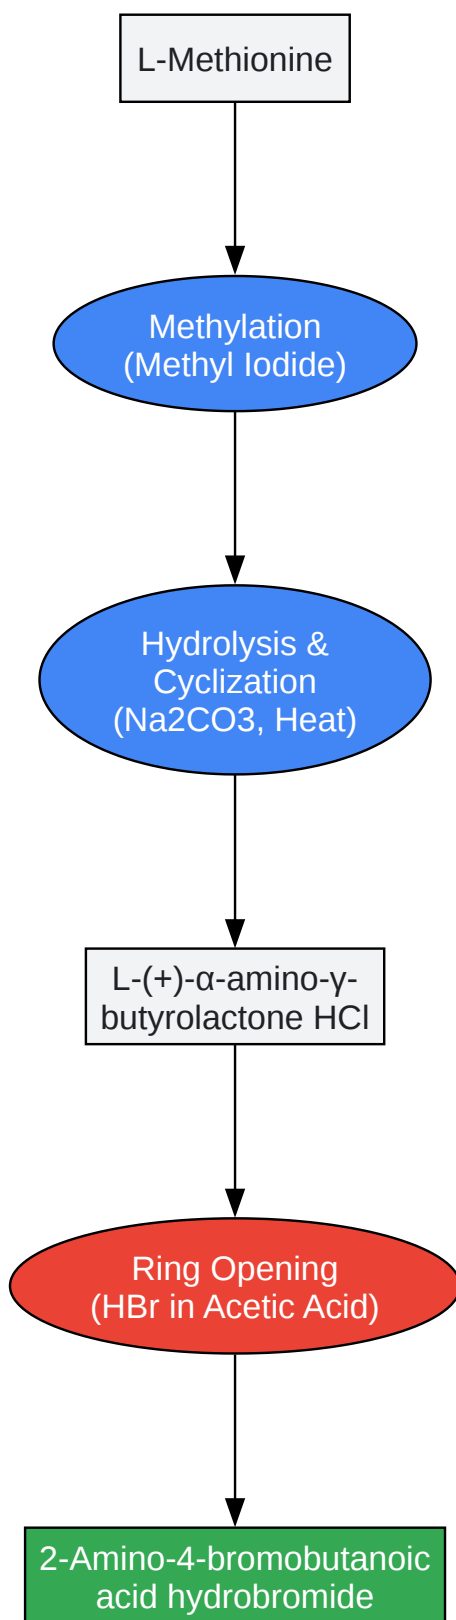 L-Methionine
Methylation
(Methyl Iodide)
Hydrolysis &
Cyclization
(Na2CO3, Heat)
L-(+)-α-amino-γ-
butyrolactone HCl
Ring Opening
(HBr in Acetic Acid)
2-Amino-4-bromobutanoic
acid hydrobromide